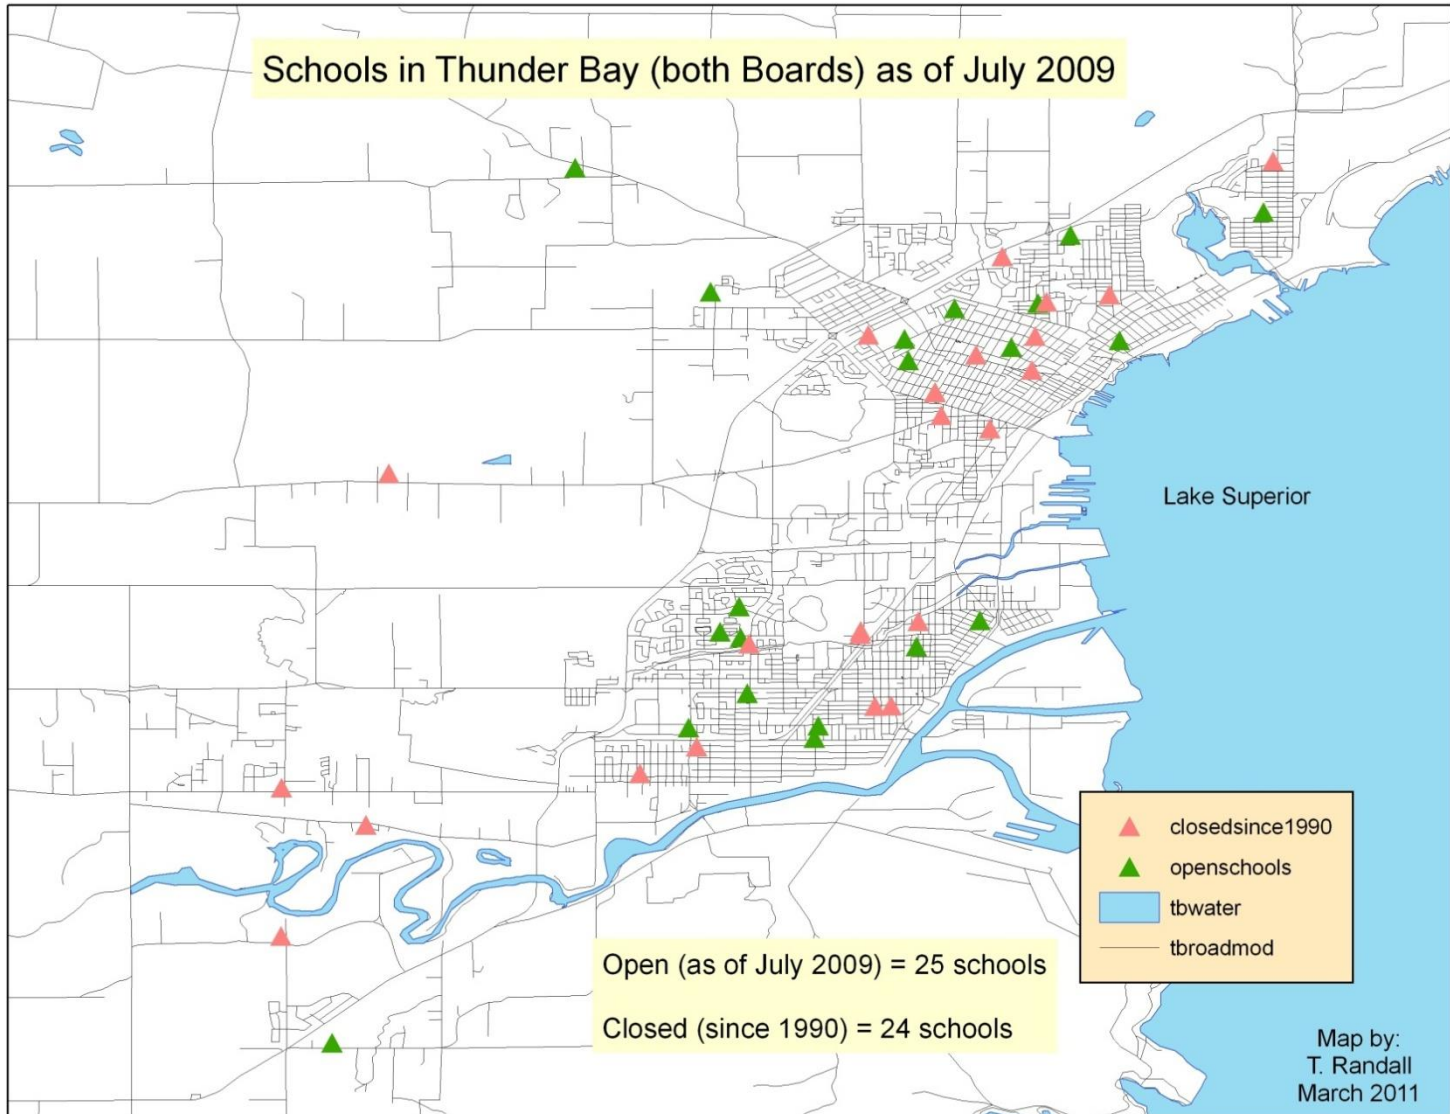 Schools in Thunder Bay (both Boards) as of July 2009
Lake Superior
closedsince1990
openschools
tbwater
tbroadmod
Open (as of July 2009) = 25 schools
Closed (since 1990) = 24 schools
Map by:
T. Randall
March 2011